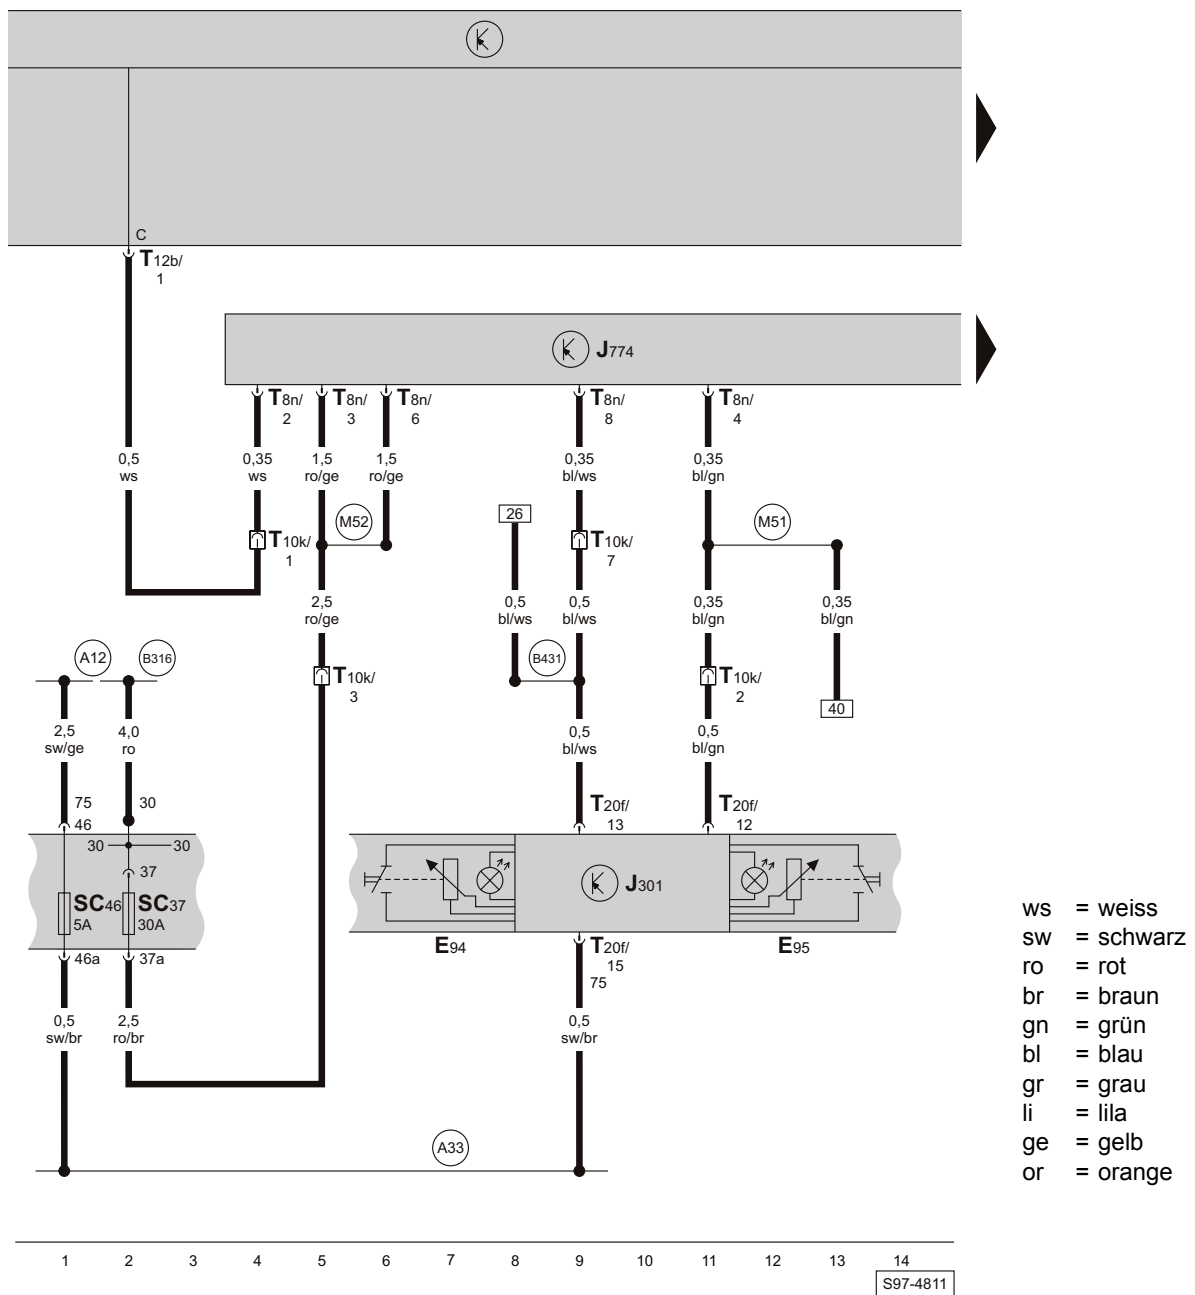 C
T12b/
1
J774
T8n/
2
T8n/
3
T8n/
6
T8n/
8
T8n/
4
0,5
ws
0,35
ws
1,5
ro/ge
1,5
ro/ge
0,35
bl/ws
0,35
bl/gn
M52
26
M51
T10k/
1
T10k/
7
2,5
ro/ge
0,5
bl/ws
0,5
bl/ws
0,35
bl/gn
0,35
bl/gn
A12
B316
B431
T10k/
3
T10k/
2
40
2,5
sw/ge
4,0
ro
0,5
bl/ws
0,5
bl/gn
75
46
30
T20f/
13
T20f/
12
30
30
37
SC46
5A
SC37
30A
J301
E94
E95
46a
37a
T20f/
15
75
0,5
sw/br
2,5
ro/br
0,5
sw/br
A33
1 2 3 4 5 6 7 8 9 10 11 12 13 14
S97-4811
ws = weiss
sw = schwarz
ro = rot
br = braun
gn = grün
bl = blau
gr = grau
li = lila
ge = gelb
or = orange